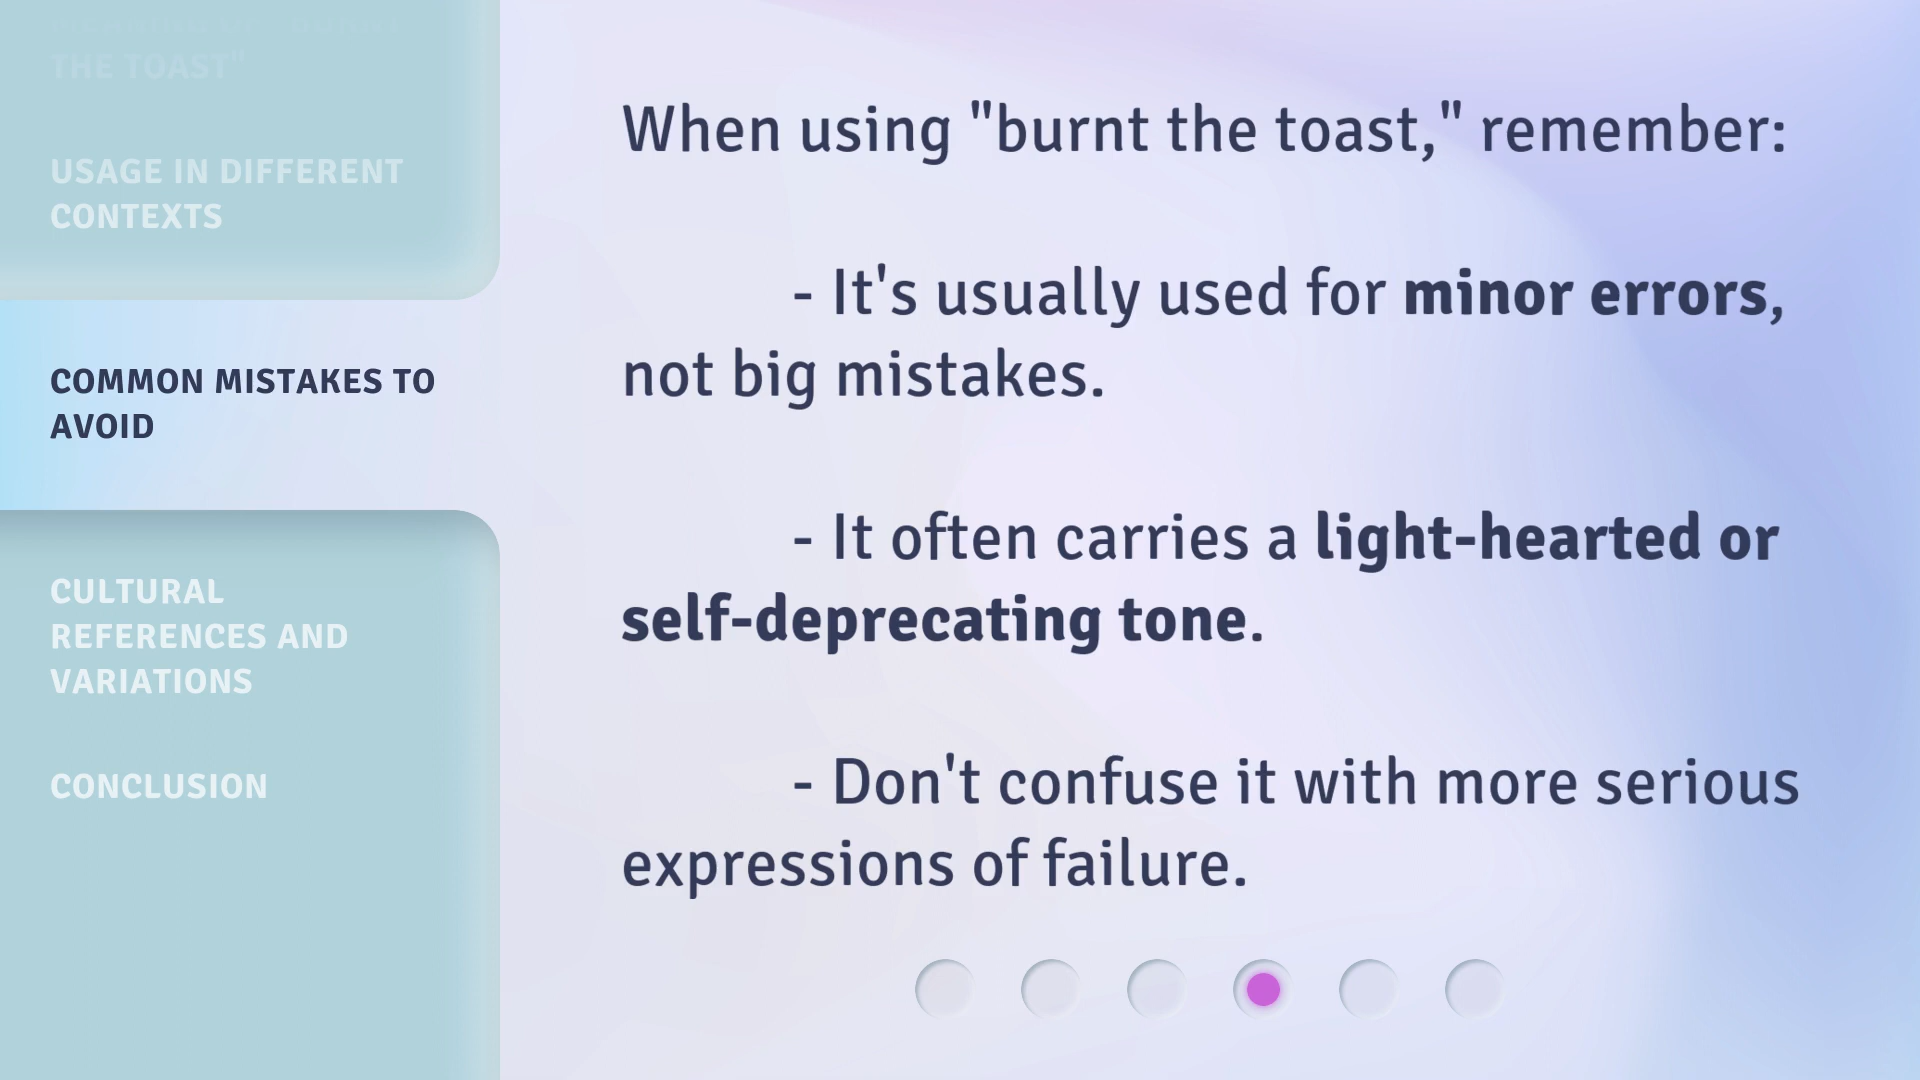 THE TOAST"
USAGE IN DIFFERENT
CONTEXTS
COMMON MISTAKES TO
AVOID
CULTURAL
REFERENCES AND
VARIATIONS
CONCLUSION
When using "burnt the toast," remember:
- It's usually used for minor errors,
not big mistakes.
- It often carries a light-hearted or
self-deprecating tone.
- Don't confuse it with more serious
expressions of failure.